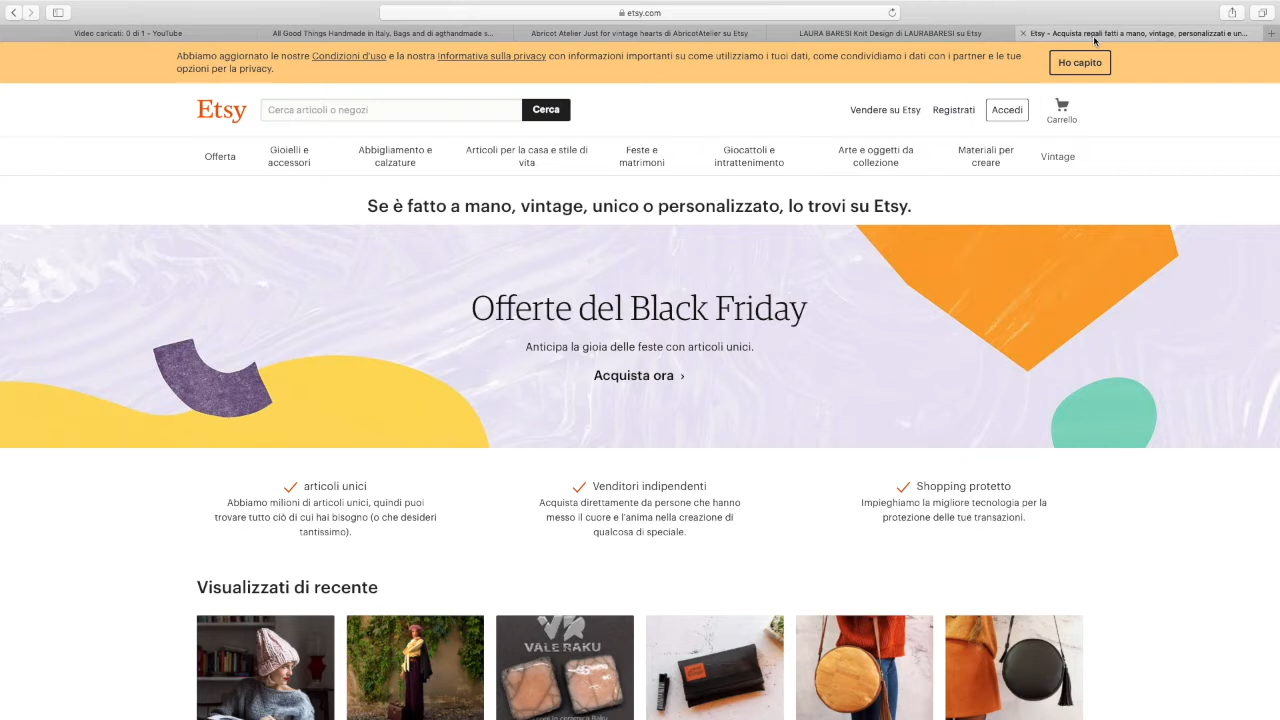 etsy.com
Video caricati: 0 di 1 - YouTube
All Good Things Handmade in Italy. Bags and di agthandmade s...
Abricot Atelier Just for vintage hearts di AbricotAtelier su Etsy
LAURA BARESI Knit Design di LAURABARESI su Etsy
Etsy - Acquista regali fatti a mano, vintage, personalizzati e un...
Abbiamo aggiornato le nostre Condizioni d'uso e la nostra Informativa sulla privacy con informazioni importanti su come utilizziamo i tuoi dati, come condividiamo i dati con i partner e le tue
opzioni per la privacy.
Ho capito
Etsy
Cerca articoli o negozi
Cerca
Vendere su Etsy
Registrati
Accedi
Carrello
Offerta
Gioielli e
accessori
Abbigliamento e
calzature
Articoli per la casa e stile di
vita
Feste e
matrimoni
Giocattoli e
intrattenimento
Arte e oggetti da
collezione
Materiali per
creare
Vintage
Se è fatto a mano, vintage, unico o personalizzato, lo trovi su Etsy.
Offerte del Black Friday
Anticipa la gioia delle feste con articoli unici.
Acquista ora ›
articoli unici
Abbiamo milioni di articoli unici, quindi puoi
trovare tutto ciò di cui hai bisogno (o che desideri
tantissimo).
Venditori indipendenti
Acquista direttamente da persone che hanno
messo il cuore e l'anima nella creazione di
qualcosa di speciale.
Shopping protetto
Impieghiamo la migliore tecnologia per la
protezione delle tue transazioni.
Visualizzati di recente
VALERAKU